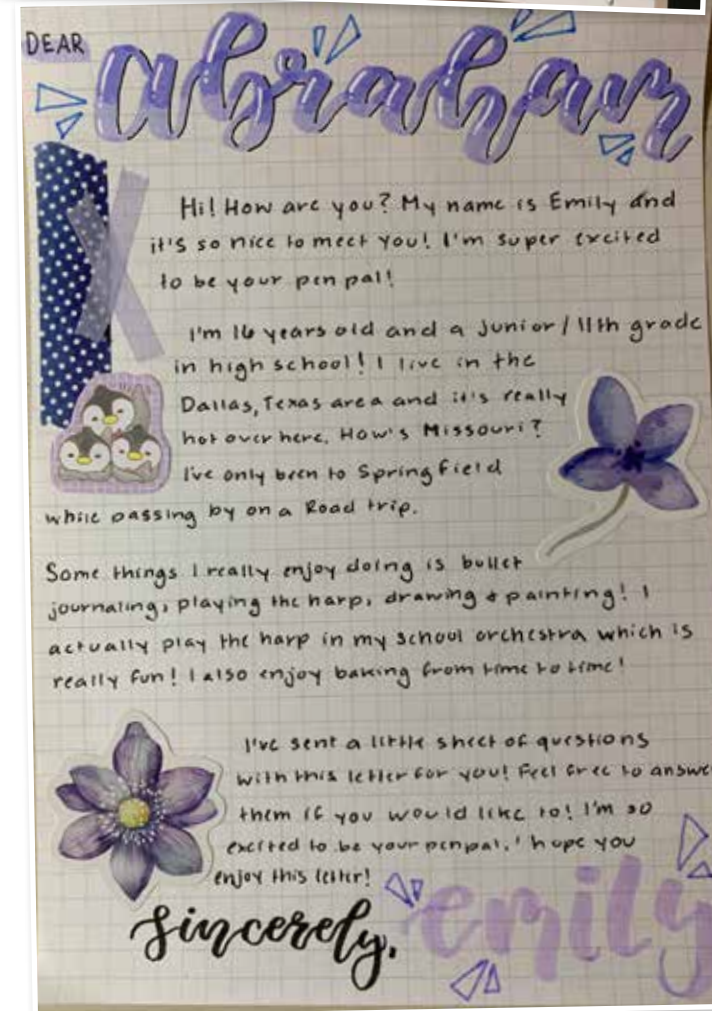 DEAR
abraham
Hi! How are you? My name is Emily and
it's so nice to meet you! I'm super excited
to be your pen pal!
I'm 16 years old and a junior/11th grade
in high school! I live in the
Dallas, Texas area and it's really
hot over here. How's Missouri?
I've only been to Springfield
while passing by on a Road trip.
Some things I really enjoy doing is bullet
journaling, playing the harp, drawing & painting! I
actually play the harp in my school orchestra which is
really fun! I also enjoy baking from time to time!
I've sent a little sheet of questions
with this letter for you! Feel free to answe
them if you would like to! I'm so
excited to be your penpal. I hope you
enjoy this letter!
sincerely,
emily